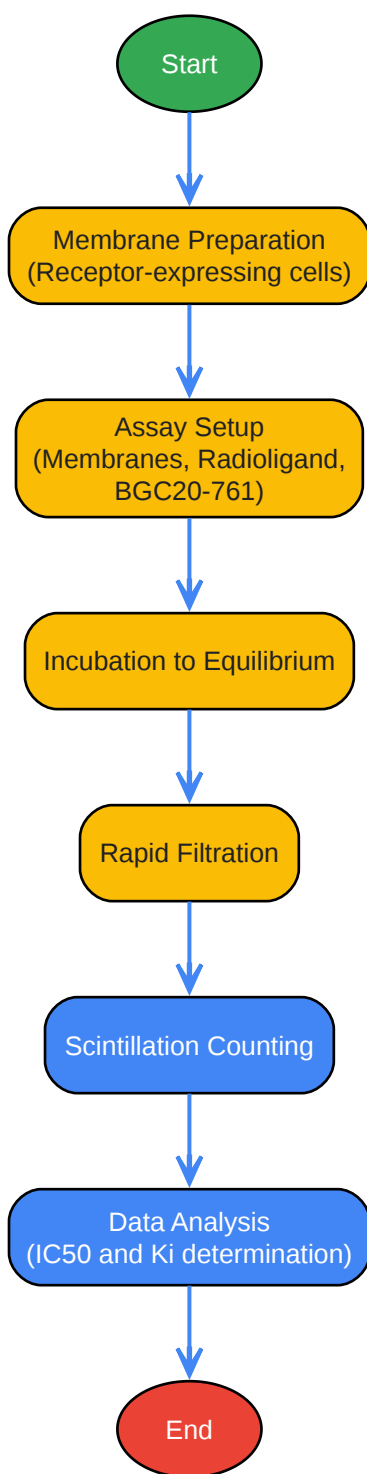 Start
Membrane Preparation
(Receptor-expressing cells)
Assay Setup
(Membranes, Radioligand,
BGC20-761)
Incubation to Equilibrium
Rapid Filtration
Scintillation Counting
Data Analysis
(IC50 and Ki determination)
End